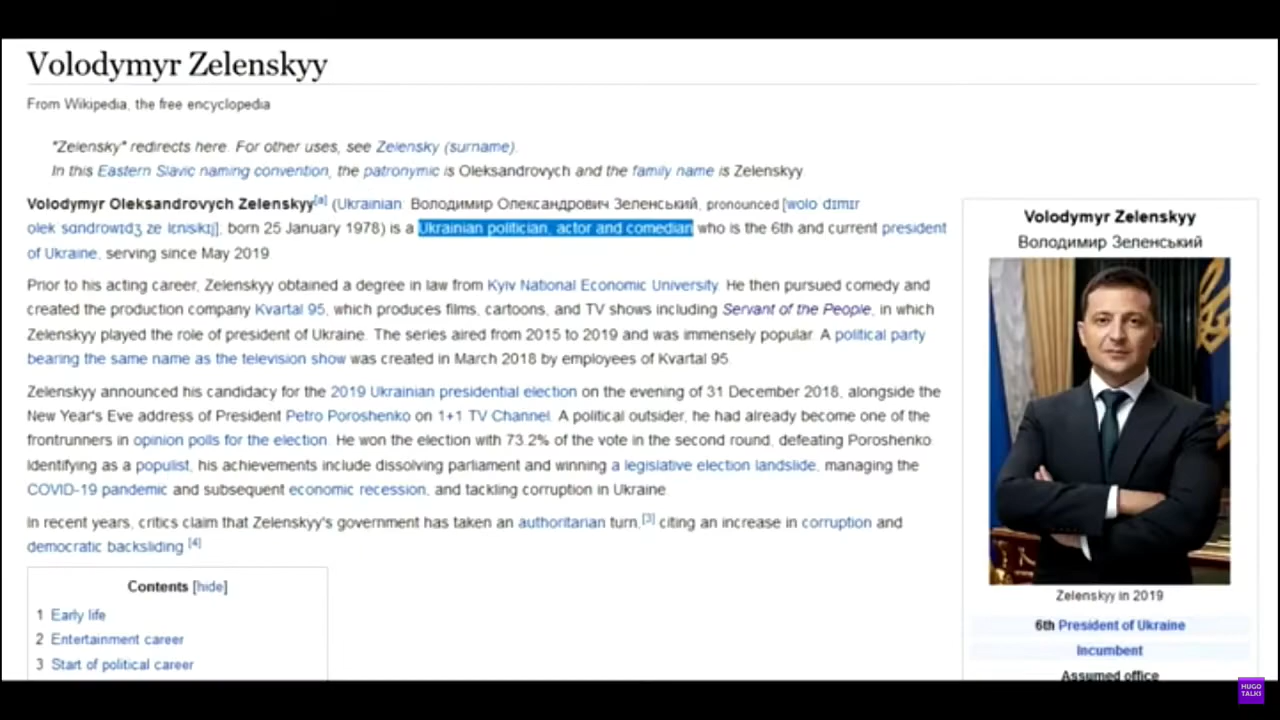 Volodymyr Zelenskyy
From Wikipedia, the free encyclopedia
"Zelensky" redirects here. For other uses, see Zelensky (surname).
In this Eastern Slavic naming convention, the patronymic is Oleksandrovych and the family name is Zelenskyy
Volodymyr Oleksandrovych Zelenskyy[a] (Ukrainian Володимир Олександрович Зеленський, pronounced
born 25 January 1978) is a Ukrainian politician, actor and comedian who is the 6th and current president
of Ukraine, serving since May 2019
Prior to his acting career, Zelenskyy obtained a degree in law from Kyiv National Economic University. He then pursued comedy and
created the production company Kvartal 95, which produces films, cartoons, and TV shows including Servant of the People, in which
Zelenskyy played the role of president of Ukraine. The series aired from 2015 to 2019 and was immensely popular. A political party
bearing the same name as the television show was created in March 2018 by employees of Kvartal 95
Zelenskyy announced his candidacy for the 2019 Ukrainian presidential election on the evening of 31 December 2018, alongside the
New Year's Eve address of President Petro Poroshenko on 1+1 TV Channel. A political outsider, he had already become one of the
frontrunners in opinion polls for the election. He won the election with 73.2% of the vote in the second round, defeating Poroshenko
Identifying as a populist, his achievements include dissolving parliament and winning a legislative election landslide, managing the
COVID-19 pandemic and subsequent economic recession, and tackling corruption in Ukraine
In recent years, critics claim that Zelenskyy's government has taken an authoritarian turn,[3] citing an increase in corruption and
democratic backsliding [4]
Contents [hide]
1 Early life
2 Entertainment career
3 Start of political career
Volodymyr Zelenskyy
Володимир Зеленський
Zelenskyy in 2019
6th President of Ukraine
Incumbent
Assumed office
HUGO
TALKS